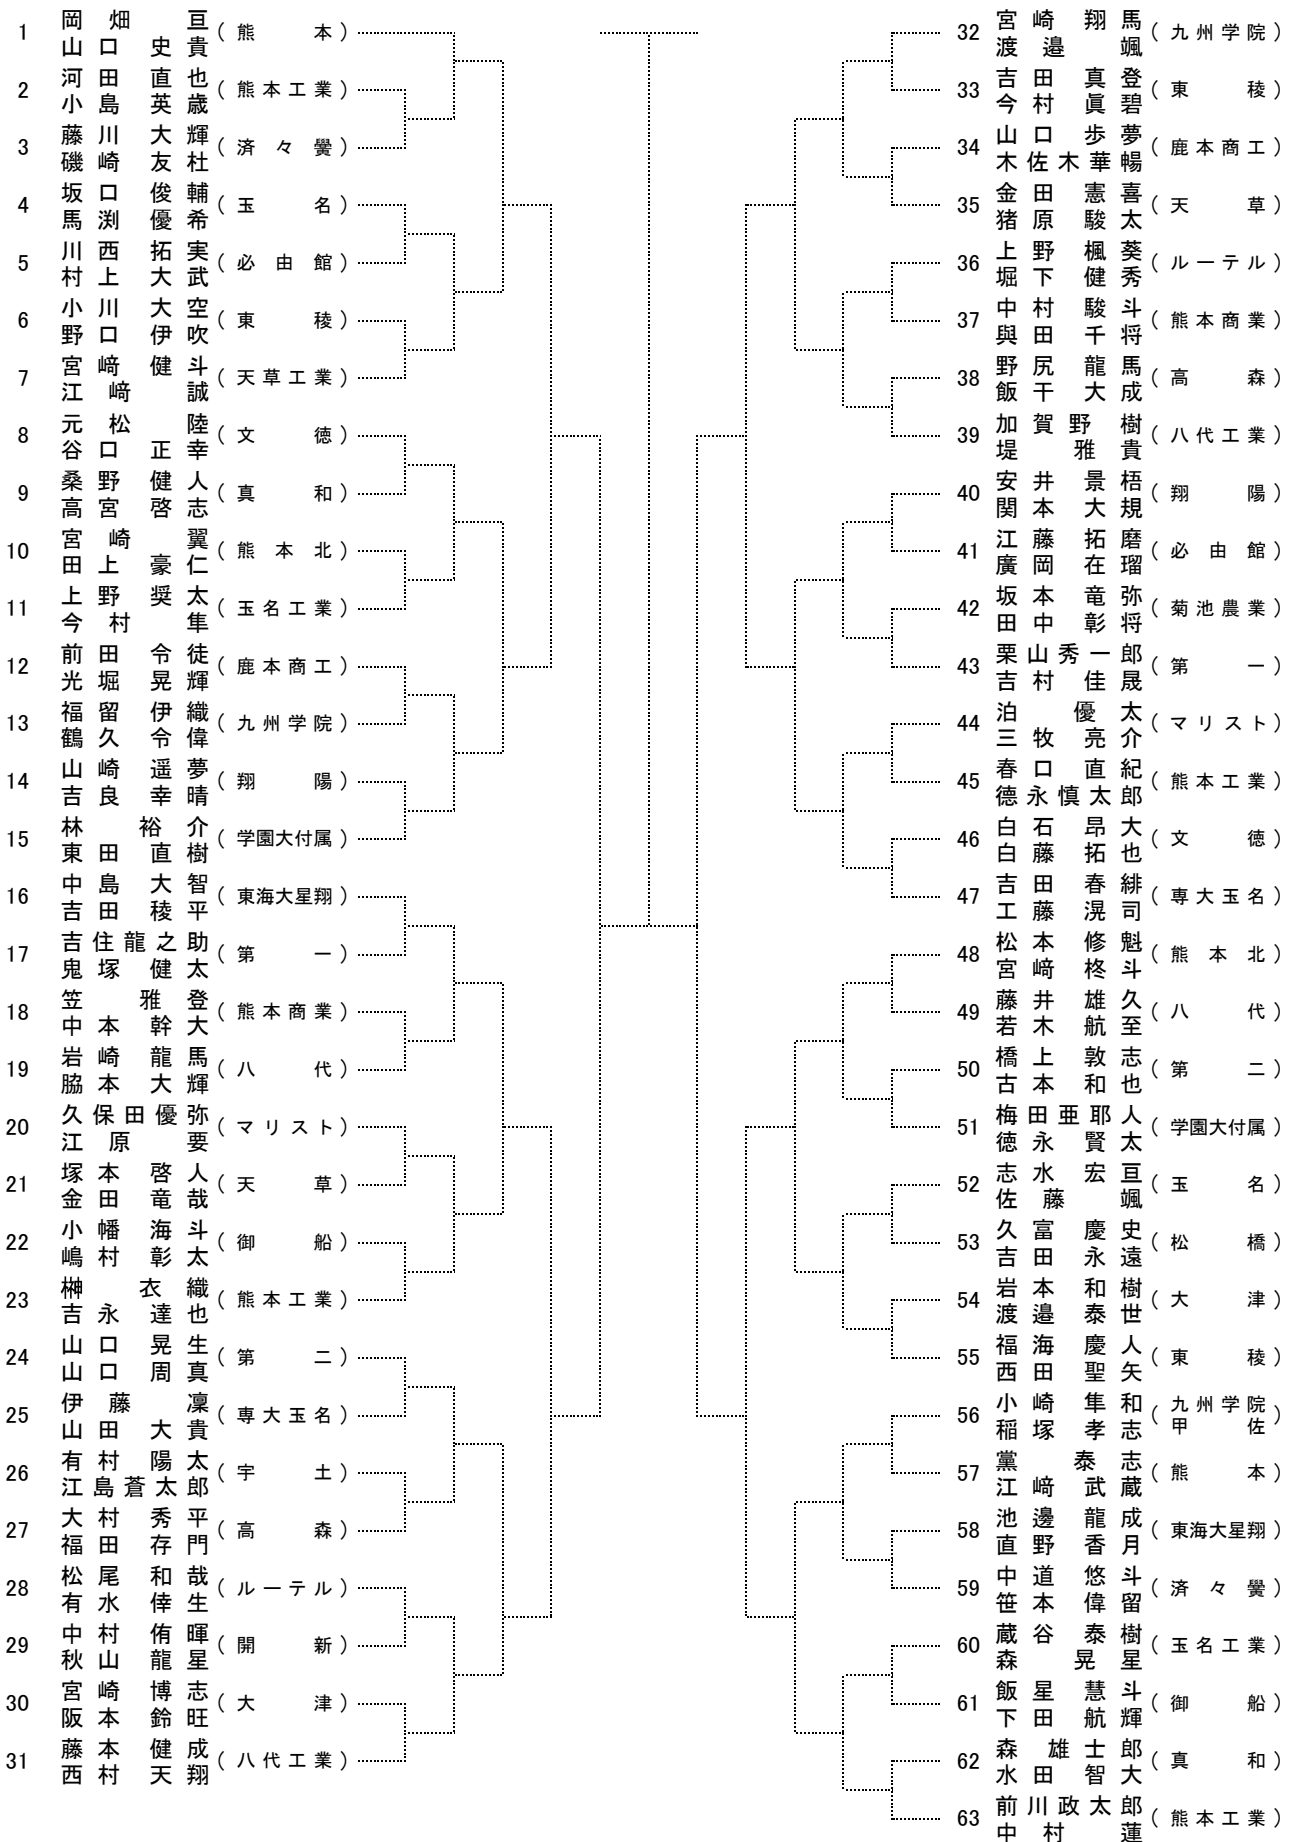 1 岡畑亘 山口史貴 (熊本)
2 河田直也 小島英歳 (熊本工業)
3 藤川大輝 磯崎友杜 (済々黌)
4 坂口俊輔 馬渕優希 (玉名)
5 川西拓実 村上大武 (必由館)
6 小川大空 野口伊吹 (東稜)
7 宮﨑健斗 江﨑誠 (天草工業)
8 元松陸 谷口正幸 (文徳)
9 桑野健人 高宮啓志 (真和)
10 宮崎翼 田上豪仁 (熊本北)
11 上野奨太 今村隼 (玉名工業)
12 前田令徒 光堀晃輝 (鹿本商工)
13 福留伊織 鶴久令偉 (九州学院)
14 山崎遥夢 吉良幸晴 (翔陽)
15 林裕介 東田直樹 (学園大付属)
16 中島大智 吉田稜平 (東海大星翔)
17 吉住龍之助 鬼塚健太 (第一)
18 笠雅登 中本幹大 (熊本商業)
19 岩崎龍馬 脇本大輝 (八代)
20 久保田優弥 江原要 (マリスト)
21 塚本啓人 金田竜哉 (天草)
22 小幡海斗 嶋村彰太 (御船)
23 榊衣織 吉永達也 (熊本工業)
24 山口晃生 山口周真 (第二)
25 伊藤凜 山田大貴 (専大玉名)
26 有村陽太 江島蒼太郎 (宇土)
27 大村秀平 福田存門 (高森)
28 松尾和哉 有水倖生 (ルーテル)
29 中村侑暉 秋山龍星 (開新)
30 宮崎博志 阪本鈴旺 (大津)
31 藤本健成 西村天翔 (八代工業)
32 宮崎翔馬 渡邉颯 (九州学院)
33 吉田真登 今村眞碧 (東稜)
34 山口歩夢 木佐木華暢 (鹿本商工)
35 金田憲喜 猪原駿太 (天草)
36 上野楓葵 堀下健秀 (ルーテル)
37 中村駿斗 與田千将 (熊本商業)
38 野尻龍馬 飯干大成 (高森)
39 加賀野樹 堤雅貴 (八代工業)
40 安井景梧 関本大規 (翔陽)
41 江藤拓磨 廣岡在瑠 (必由館)
42 坂本竜弥 田中彰将 (菊池農業)
43 栗山秀一郎 吉村佳晟 (第一)
44 泊優太 三牧亮介 (マリスト)
45 春口直紀 德永慎太郎 (熊本工業)
46 白石昂大 白藤拓也 (文徳)
47 吉田春緋 工藤滉司 (専大玉名)
48 松本修魁 宮﨑柊斗 (熊本北)
49 藤井雄久 若木航至 (八代)
50 橋上敦志 古本和也 (第二)
51 梅田亜耶人 徳永賢太 (学園大付属)
52 志水宏亘 佐藤颯 (玉名)
53 久富慶史 吉田永遠 (松橋)
54 岩本和樹 渡邉泰世 (大津)
55 福海慶人 西田聖矢 (東稜)
56 小崎隼和 稲塚孝志 (九州学院 甲佐)
57 黨泰志 江﨑武蔵 (熊本)
58 池邊龍成 直野香月 (東海大星翔)
59 中道悠斗 笹本偉留 (済々黌)
60 蔵谷泰樹 森晃星 (玉名工業)
61 飯星慧斗 下田航輝 (御船)
62 森雄士郎 水田智大 (真和)
63 前川政太郎 中村蓮 (熊本工業)